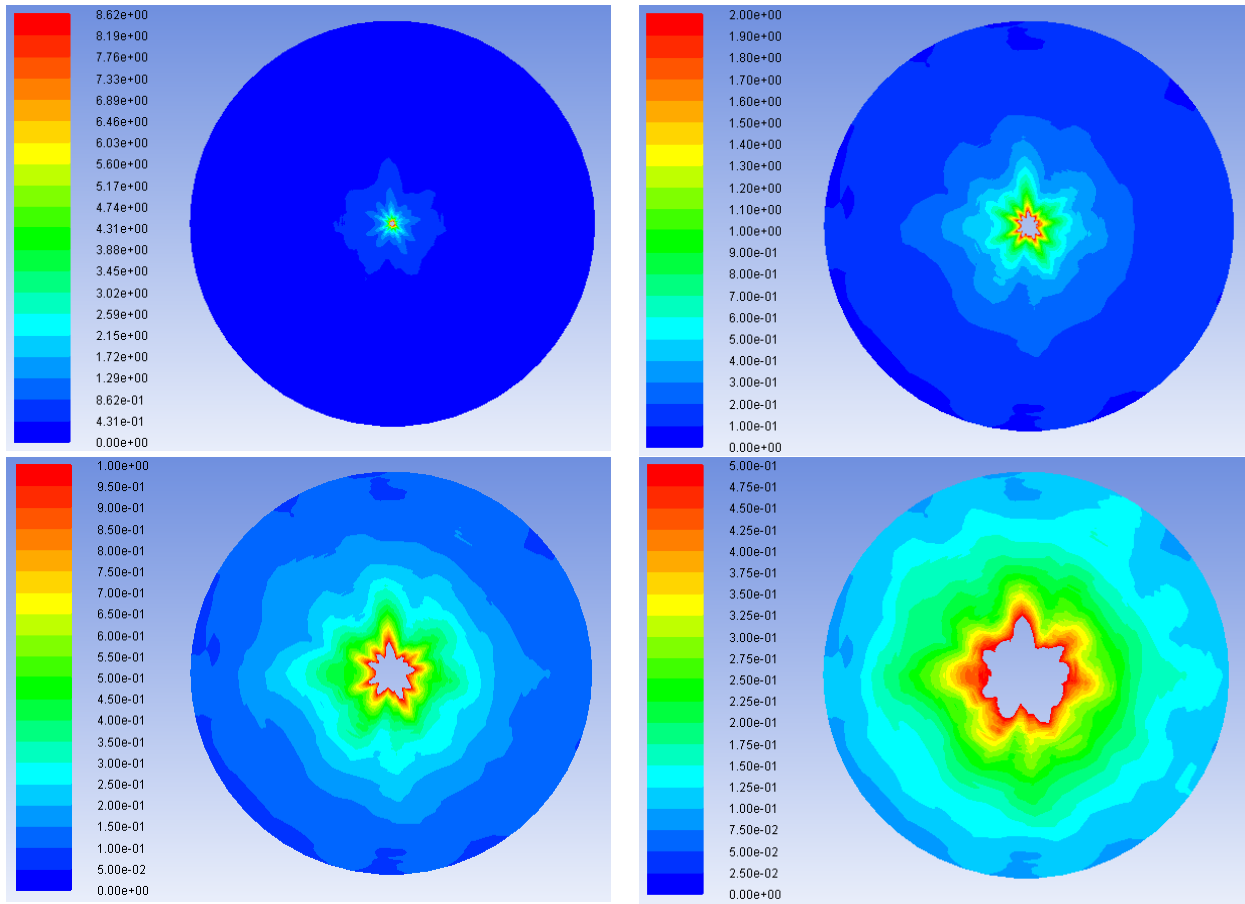 8.62e+00
8.19e+00
7.76e+00
7.33e+00
6.89e+00
6.46e+00
6.03e+00
5.60e+00
5.17e+00
4.74e+00
4.31e+00
3.88e+00
3.45e+00
3.02e+00
2.59e+00
2.15e+00
1.72e+00
1.29e+00
8.62e-01
4.31e-01
0.00e+00
2.00e+00
1.90e+00
1.80e+00
1.70e+00
1.60e+00
1.50e+00
1.40e+00
1.30e+00
1.20e+00
1.10e+00
1.00e+00
9.00e-01
8.00e-01
7.00e-01
6.00e-01
5.00e-01
4.00e-01
3.00e-01
2.00e-01
1.00e-01
0.00e+00
1.00e+00
9.50e-01
9.00e-01
8.50e-01
8.00e-01
7.50e-01
7.00e-01
6.50e-01
6.00e-01
5.50e-01
5.00e-01
4.50e-01
4.00e-01
3.50e-01
3.00e-01
2.50e-01
2.00e-01
1.50e-01
1.00e-01
5.00e-02
0.00e+00
5.00e-01
4.75e-01
4.50e-01
4.25e-01
4.00e-01
3.75e-01
3.50e-01
3.25e-01
3.00e-01
2.75e-01
2.50e-01
2.25e-01
2.00e-01
1.75e-01
1.50e-01
1.25e-01
1.00e-01
7.50e-02
5.00e-02
2.50e-02
0.00e+00